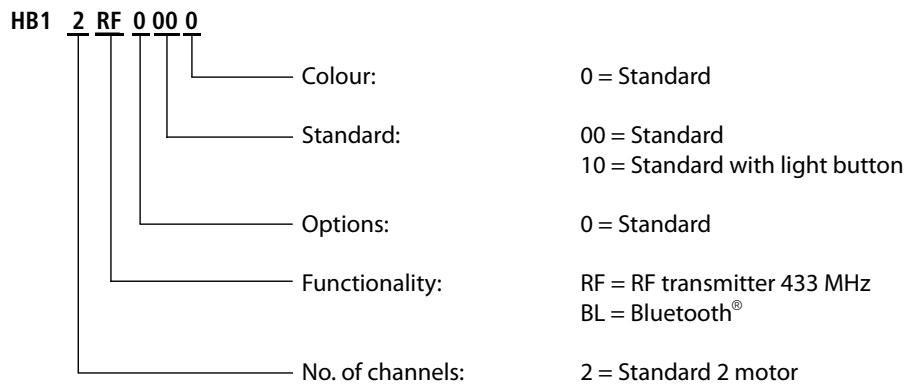 HB1 2 RF 0 00 0
Colour: 0 = Standard
Standard: 00 = Standard
10 = Standard with light button
Options: 0 = Standard
Functionality: RF = RF transmitter 433 MHz
BL = Bluetooth®
No. of channels: 2 = Standard 2 motor